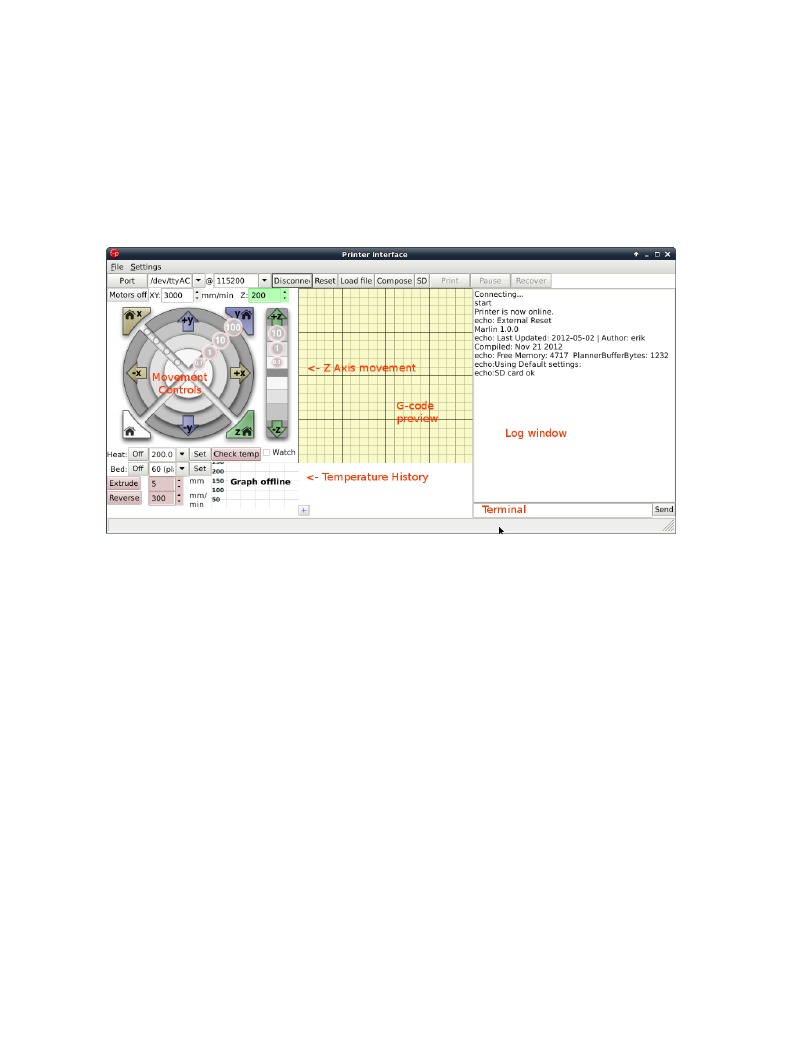 Printer Interface
File Settings
Port /dev/ttyAC @ 115200 Disconne Reset Load file Compose SD Print Pause Recover
Motors off XY: 3000 mm/min Z: 200
x y +y +z
100
10 10
1 1
0.1 0.1
-x +x
Movement
Controls
-y z -z
<- Z Axis movement
G-code
preview
Connecting...
start
Printer is now online.
echo: External Reset
Marlin 1.0.0
echo: Last Updated: 2012-05-02 | Author: erik
Compiled: Nov 21 2012
echo: Free Memory: 4717 PlannerBufferBytes: 1232
echo:Using Default settings:
echo:SD card ok
Log window
Heat: Off 200.0 Set Check temp Watch
Bed: Off 60 (pl Set
Extrude 5 mm
Reverse 300 mm/
min
200
150 Graph offline
100
50
<- Temperature History
+
Terminal Send